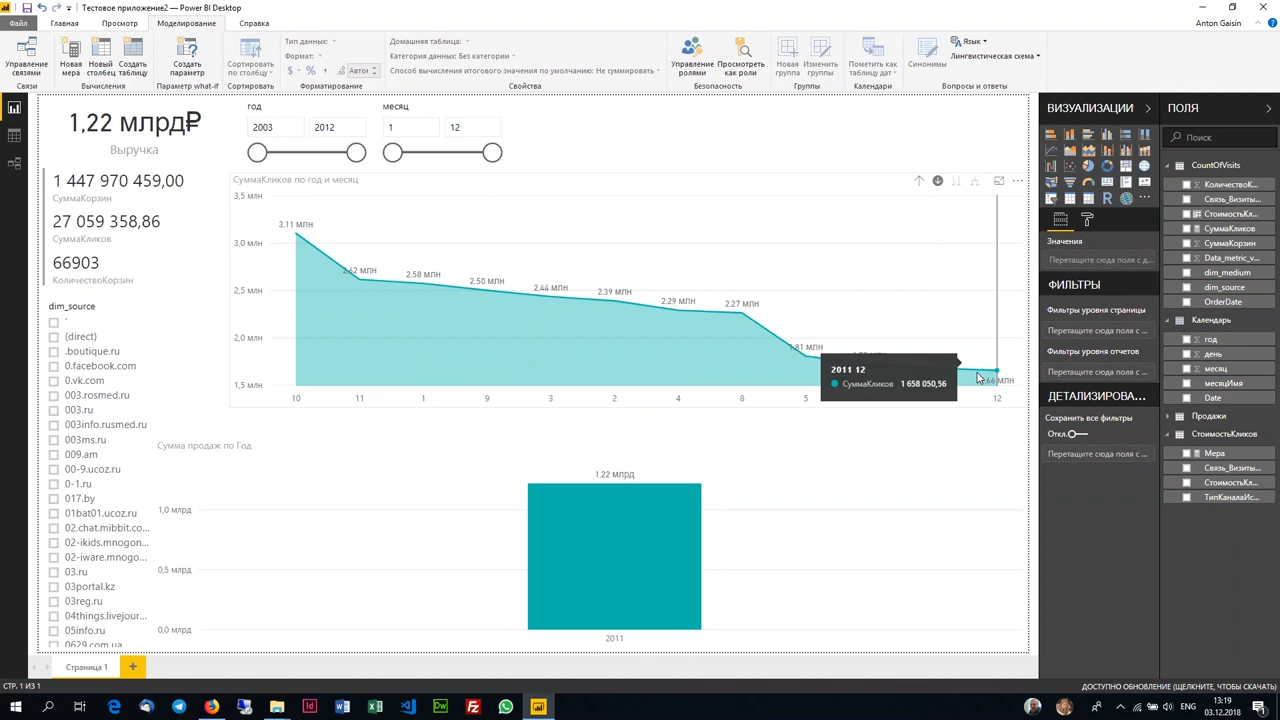 Тестовое приложение2 — Power BI Desktop
Файл Главная Просмотр Моделирование Справка Anton Gaisin
Управление связями
Новая мера
Новый столбец
Создать таблицу
Создать параметр
Сортировать по столбцу
Тип данных:
Формат:
$ % , Авто
Домашняя таблица:
Категория данных: Без категории
Способ вычисления итогового значения по умолчанию: Не суммировать
Управление ролями
Просмотреть как роли
Новая группа
Изменить группы
Пометить как таблицу дат
Синонимы
Язык
Лингвистическая схема
Связи Вычисления Параметр what-if Сортировать Форматирование Свойства Безопасность Группы Календари Вопросы и ответы
1,22 млрд₽
Выручка
1 447 970 459,00
СуммаКорзин
27 059 358,86
СуммаКликов
66903
КоличествоКорзин
год
2003 2012
месяц
1 12
СуммаКликов по год и месяц
3,5 млн
3,0 млн
2,5 млн
2,0 млн
1,5 млн
3,11 млн
2,62 млн
2,58 млн
2,50 млн
2,44 млн
2,39 млн
2,29 млн
2,27 млн
1,81 млн
2011 12
СуммаКликов 1 658 050,56
10 11 1 9 3 2 4 8 5 12
dim_source
(direct)
.boutique.ru
0.facebook.com
0.vk.com
003.rosmed.ru
003.ru
003info.rusmed.ru
003ms.ru
009.am
00-9.ucoz.ru
0-1.ru
017.by
01bat01.ucoz.ru
02.chat.mibbit.co...
02-ikids.mnogon...
02-iware.mnogo...
03.ru
03portal.kz
03reg.ru
04things.livejour...
05info.ru
0629.com.ua
Сумма продаж по Год
1,0 млрд
0,5 млрд
0,0 млрд
1,22 млрд
2011
ВИЗУАЛИЗАЦИИ
Значения
Перетащите сюда поля с д...
ФИЛЬТРЫ
Фильтры уровня страницы
Перетащите сюда поля с ...
Фильтры уровня отчетов
Перетащите сюда поля с ...
ДЕТАЛИЗИРОВА...
Сохранить все фильтры
Откл.
Перетащите сюда поля с ...
ПОЛЯ
Поиск
CountOfVisits
КоличествоК...
Связь_Визиты...
СтоимостьКл...
СуммаКликов
СуммаКорзин
Data_metric_v...
dim_medium
dim_source
OrderDate
Календарь
год
день
месяц
месяцИмя
Date
Продажи
СтоимостьКликов
Мера
Связь_Визиты...
СтоимостьКл...
ТипКаналаИс...
Страница 1
СТР. 1 ИЗ 1
ДОСТУПНО ОБНОВЛЕНИЕ (ЩЕЛКНИТЕ, ЧТОБЫ СКАЧАТЬ)
ENG
13:19
03.12.2018